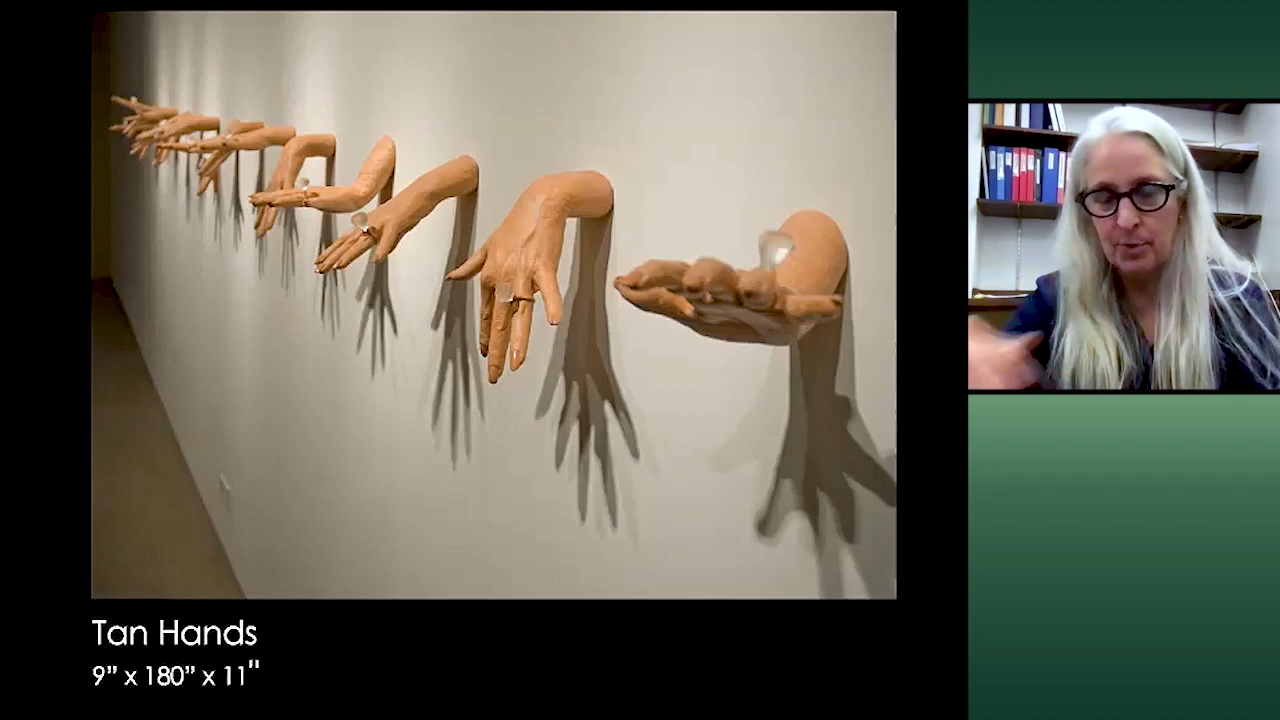 Tan Hands
9” x 180” x 11"